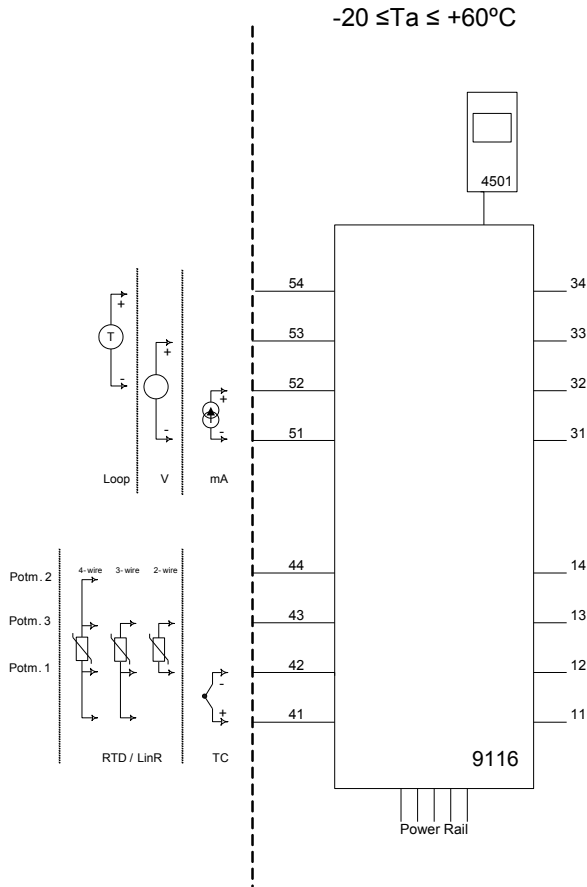 -20 ≤Ta ≤ +60ºC
4501
54
34
+
T
53
33
+
-
52
32
+
-
51
31
-
Loop
V
mA
44
14
4- wire
3- wire
2- wire
Potm. 2
Potm. 3
43
13
Potm. 1
42
12
-
+
41
11
RTD / LinR
TC
9116
Power Rail